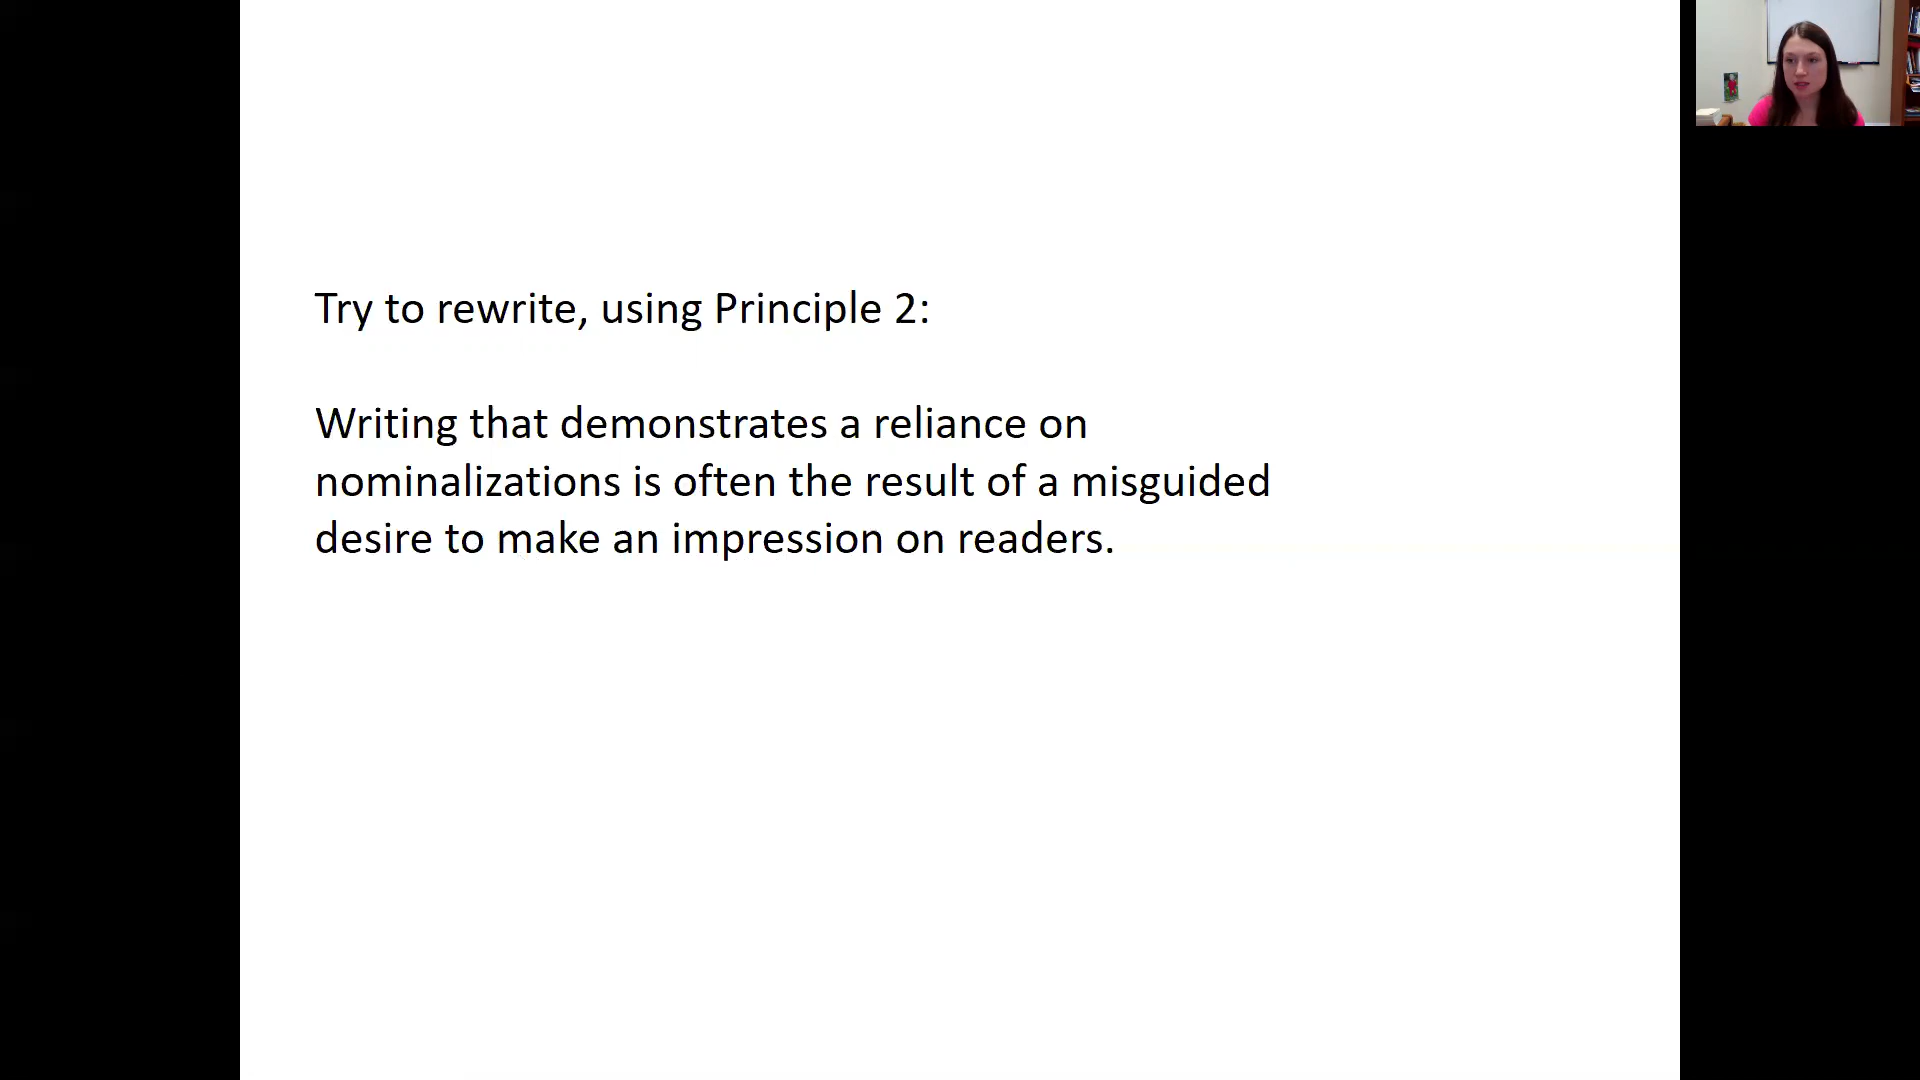 Try to rewrite, using Principle 2:
Writing that demonstrates a reliance on
nominalizations is often the result of a misguided
desire to make an impression on readers.